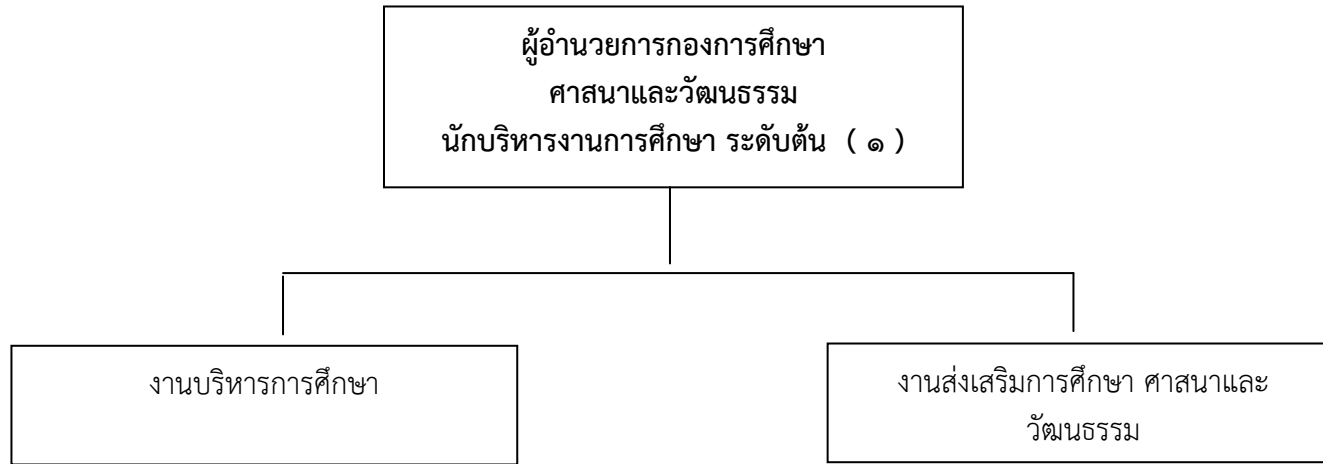 ผู้อำนวยการกองการศึกษา
ศาสนาและวัฒนธรรม
นักบริหารงานการศึกษา ระดับต้น ( ๑ )
งานบริหารการศึกษา
งานส่งเสริมการศึกษา ศาสนาและ
วัฒนธรรม